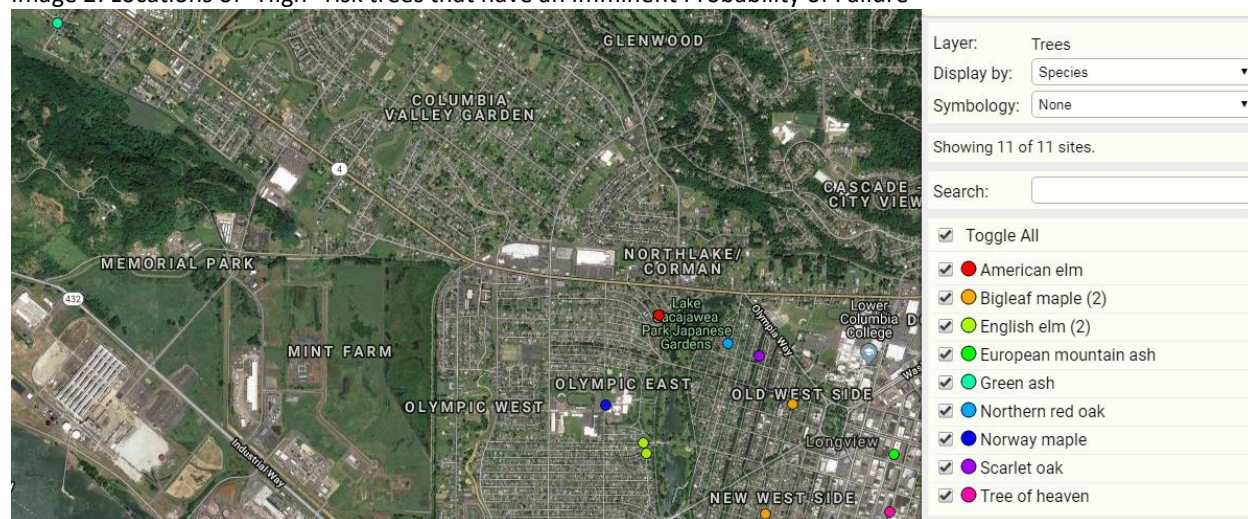 Image 2: Locations of "High" risk trees that have an Imminent Probability of Failure
GLENWOOD
COLUMBIA
VALLEY GARDEN
4
CASCADE -
CITY VIEW
NORTHLAKE/
CORMAN
MEMORIAL PARK
432
Lake
Sacajawea
Park Japanese
Gardens
Olympia Way
Lower
Columbia
College
MINT FARM
OLYMPIC EAST
OLYMPIC WEST
OLD WEST SIDE
Longview
Industrial Way
NEW WEST SIDE
Layer: Trees
Display by: Species
Symbology: None
Showing 11 of 11 sites.
Search:
Toggle All
American elm
Bigleaf maple (2)
English elm (2)
European mountain ash
Green ash
Northern red oak
Norway maple
Scarlet oak
Tree of heaven